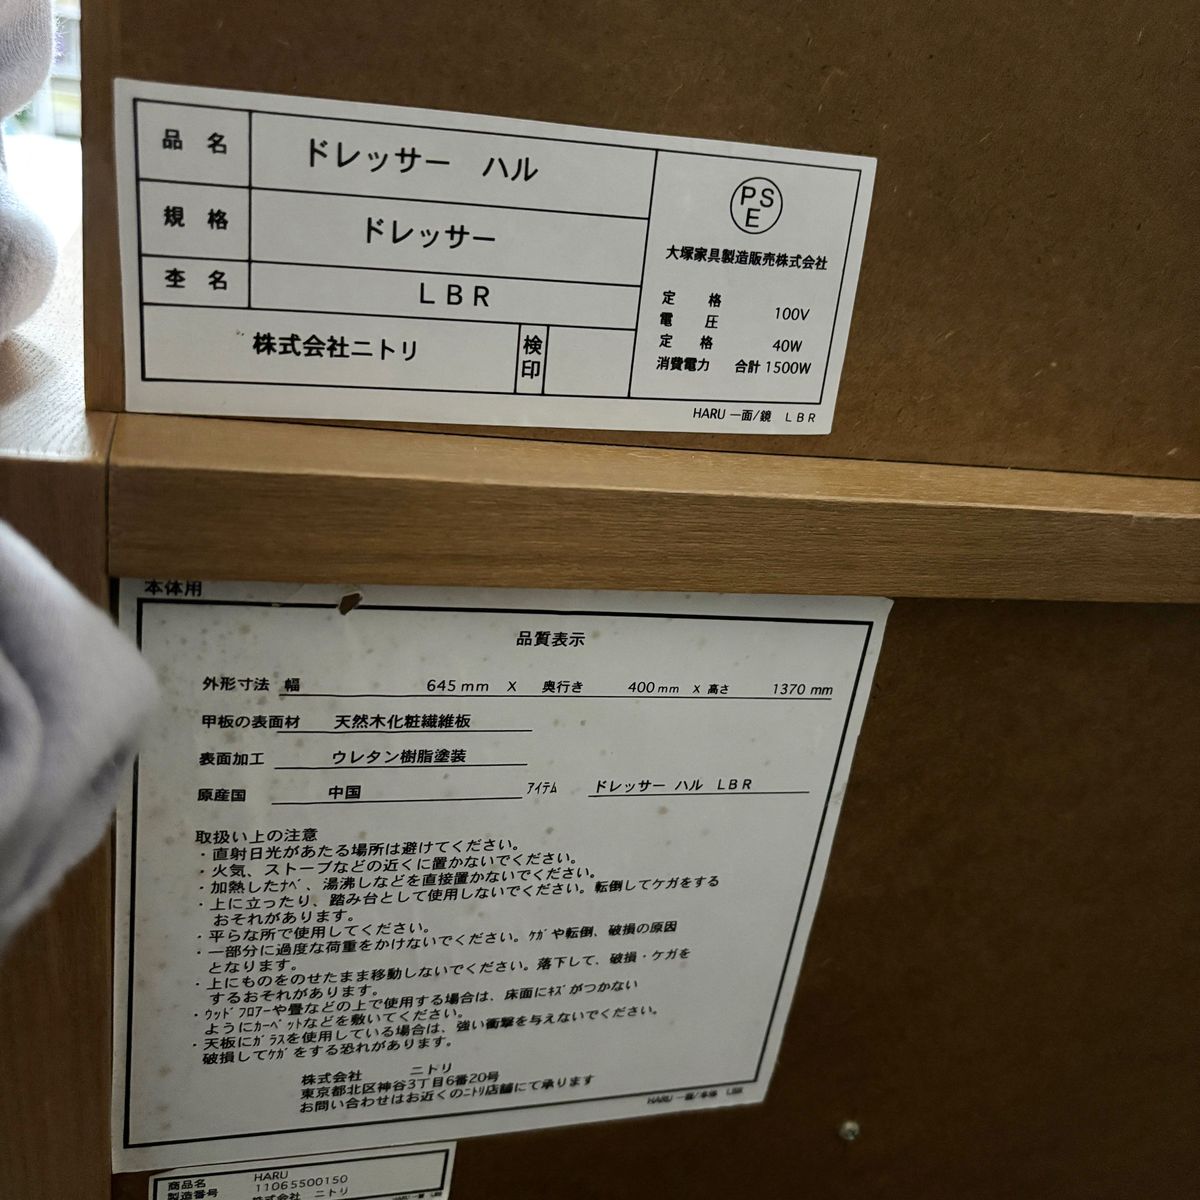 品 名 ドレッサー ハル
規 格 ドレッサー
杢 名 LBR
株式会社ニトリ 検印
PSE
大塚家具製造販売株式会社
定格電圧 100V
定格 40W
消費電力 合計 1500W
HARU 一面/鏡 LBR
本体用
品質表示
外形寸法 幅 645 mm X 奥行き 400 mm X 高さ 1370 mm
甲板の表面材 天然木化粧繊維板
表面加工 ウレタン樹脂塗装
原産国 中国 アイテム ドレッサー ハル LBR
取扱い上の注意
・直射日光があたる場所は避けてください。
・火気、ストーブなどの近くに置かないでください。
・加熱したナベ、湯沸しなどを直接置かないでください。
・上に立ったり、踏み台として使用しないでください。転倒してケガをする
おそれがあります。
・平らな所で使用してください。
・一部分に過度な荷重をかけないでください。ケガや転倒、破損の原因
となります。
・上にものをのせたまま移動しないでください。落下して、破損・ケガを
するおそれがあります。
・ウッドフロアーや畳などの上で使用する場合は、床面にキズがつかない
ようにカーペットなどを敷いてください。
・天板にガラスを使用している場合は、強い衝撃を与えないでください。
破損してケガをする恐れがあります。
株式会社 ニトリ
東京都北区神谷3丁目6番20号
お問い合わせはお近くのニトリ店舗にて承ります
HARU 一面/本体 LBR
商品名 HARU
製造番号 11065500150
株式会社 ニトリ